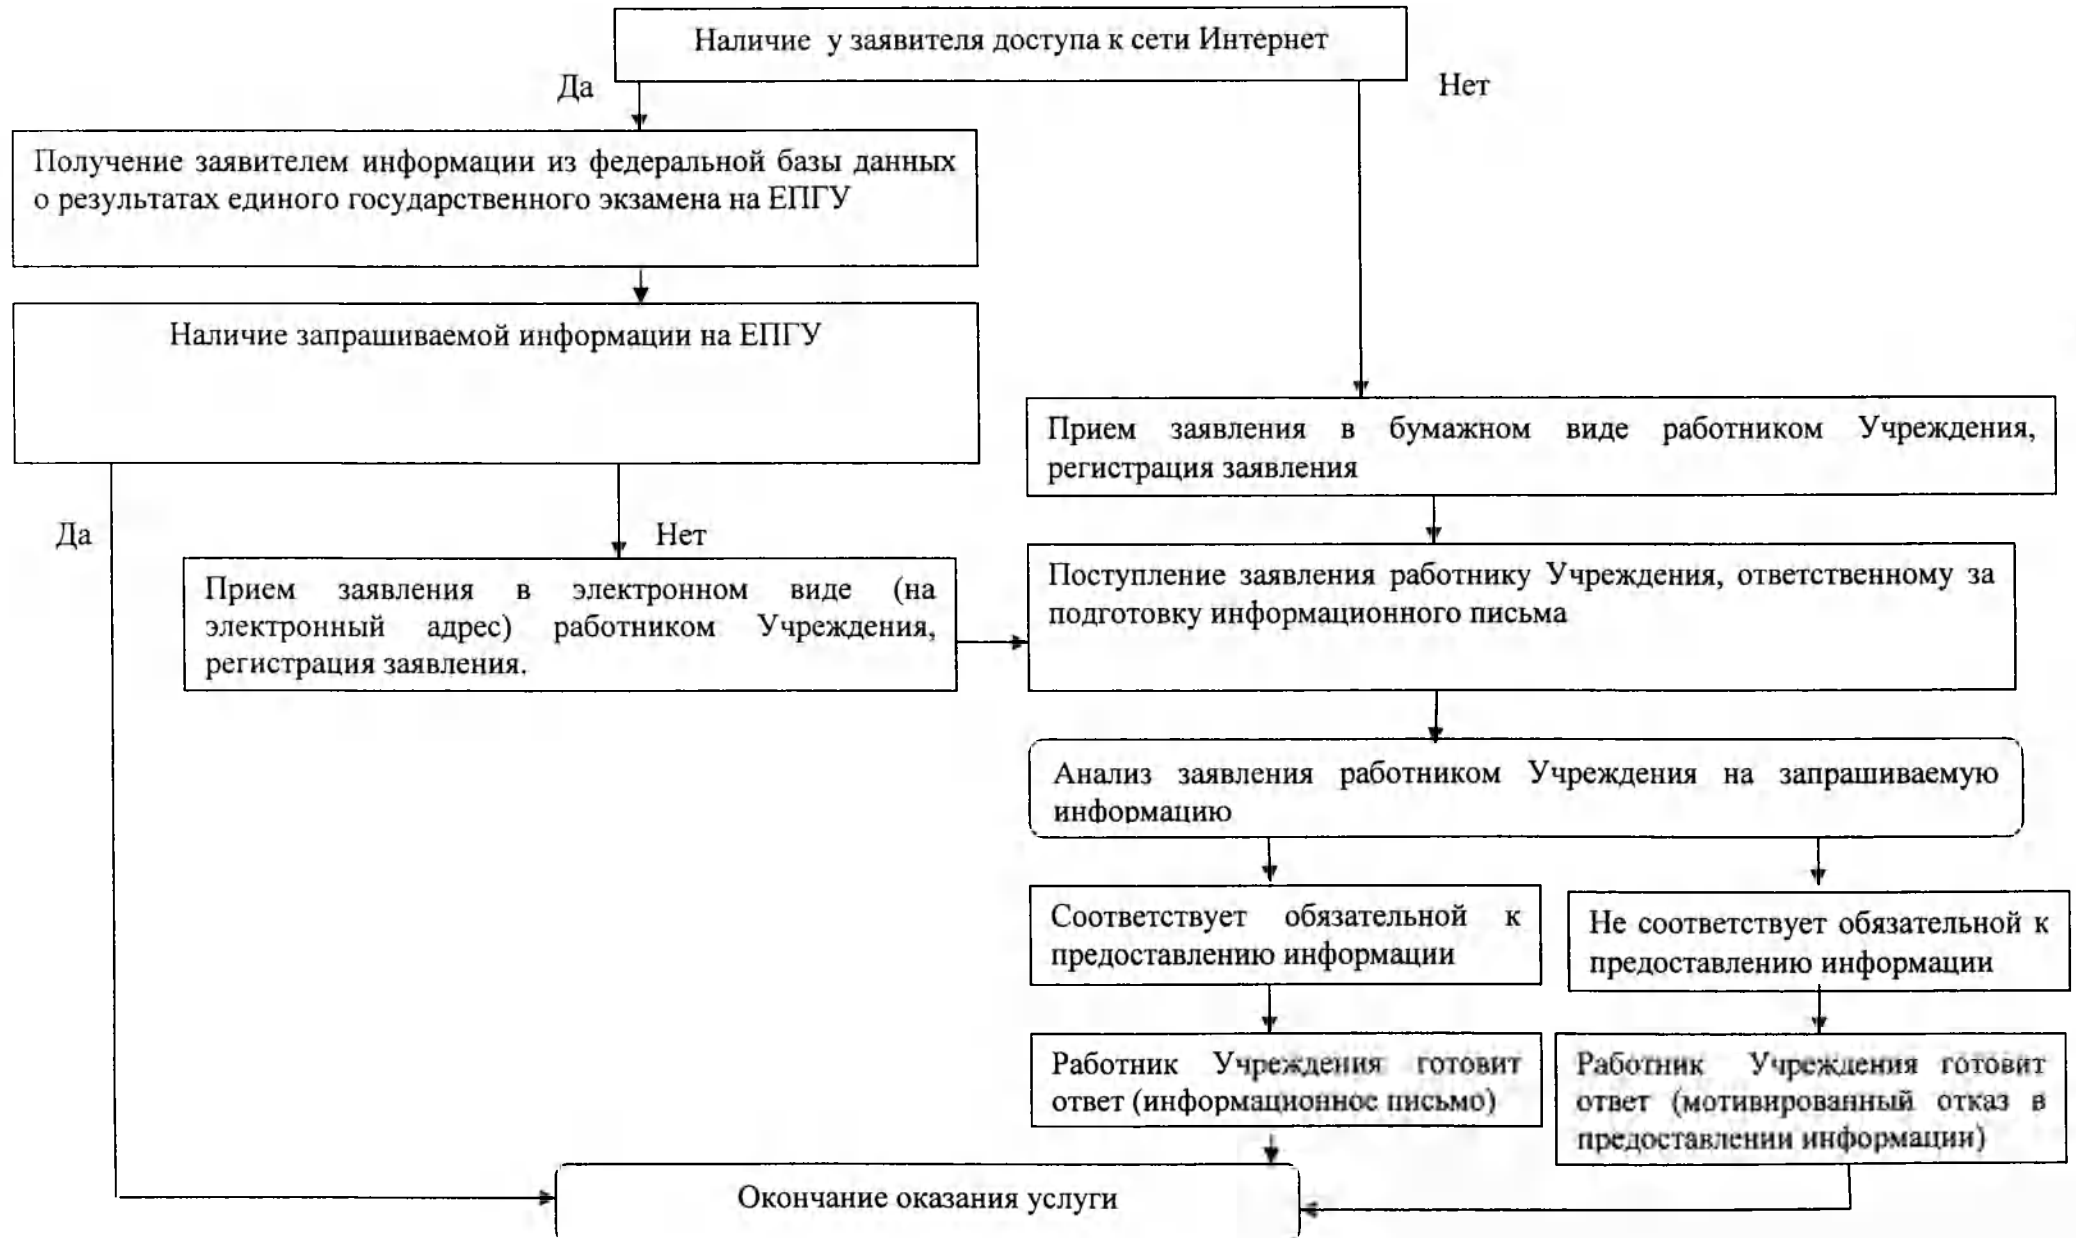 Наличие у заявителя доступа к сети Интернет
Да
Нет
Получение заявителем информации из федеральной базы данных
о результатах единого государственного экзамена на ЕПГУ
Наличие запрашиваемой информации на ЕПГУ
Прием заявления в бумажном виде работником Учреждения,
регистрация заявления
Да
Нет
Прием заявления в электронном виде (на
электронный адрес) работником Учреждения,
регистрация заявления.
Поступление заявления работнику Учреждения, ответственному за
подготовку информационного письма
Анализ заявления работником Учреждения на запрашиваемую
информацию
Соответствует обязательной к
предоставлению информации
Не соответствует обязательной к
предоставлению информации
Работник Учреждения готовит
ответ (информационное письмо)
Работник Учреждения готовит
ответ (мотивированный отказ в
предоставлении информации)
Окончание оказания услуги